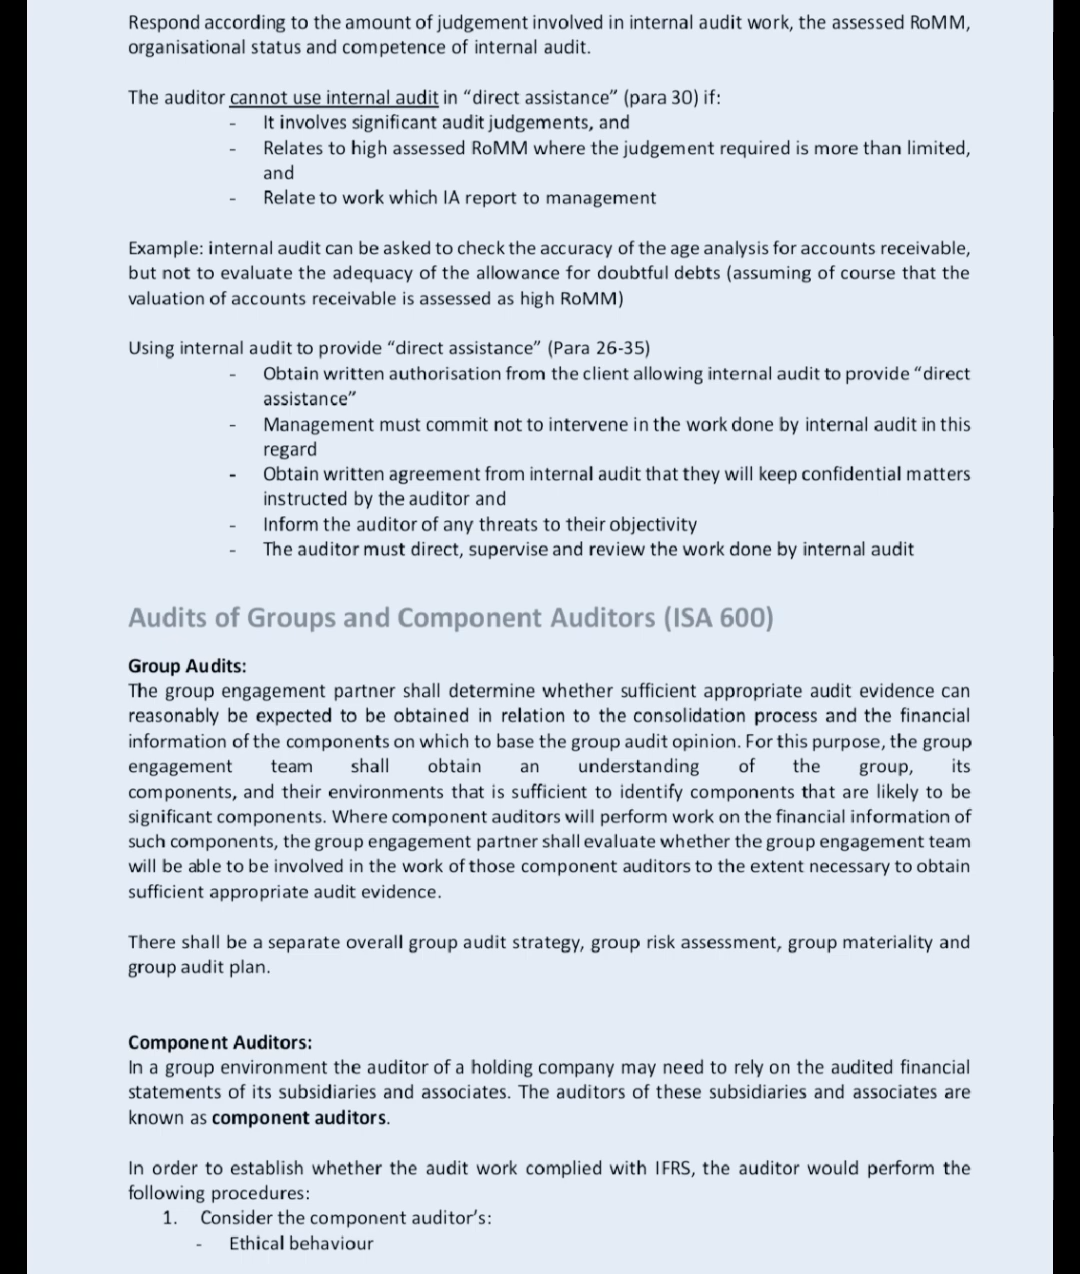 Respond according to the amount of judgement involved in internal audit work, the assessed RoMM,
organisational status and competence of internal audit.
The auditor cannot use internal audit in “direct assistance” (para 30) if:
- It involves significant audit judgements, and
- Relates to high assessed RoMM where the judgement required is more than limited,
and
- Relate to work which IA report to management
Example: internal audit can be asked to check the accuracy of the age analysis for accounts receivable,
but not to evaluate the adequacy of the allowance for doubtful debts (assuming of course that the
valuation of accounts receivable is assessed as high RoMM)
Using internal audit to provide “direct assistance” (Para 26-35)
- Obtain written authorisation from the client allowing internal audit to provide “direct
assistance”
- Management must commit not to intervene in the work done by internal audit in this
regard
- Obtain written agreement from internal audit that they will keep confidential matters
instructed by the auditor and
- Inform the auditor of any threats to their objectivity
- The auditor must direct, supervise and review the work done by internal audit
Audits of Groups and Component Auditors (ISA 600)
Group Audits:
The group engagement partner shall determine whether sufficient appropriate audit evidence can
reasonably be expected to be obtained in relation to the consolidation process and the financial
information of the components on which to base the group audit opinion. For this purpose, the group
engagement team shall obtain an understanding of the group, its
components, and their environments that is sufficient to identify components that are likely to be
significant components. Where component auditors will perform work on the financial information of
such components, the group engagement partner shall evaluate whether the group engagement team
will be able to be involved in the work of those component auditors to the extent necessary to obtain
sufficient appropriate audit evidence.
There shall be a separate overall group audit strategy, group risk assessment, group materiality and
group audit plan.
Component Auditors:
In a group environment the auditor of a holding company may need to rely on the audited financial
statements of its subsidiaries and associates. The auditors of these subsidiaries and associates are
known as component auditors.
In order to establish whether the audit work complied with IFRS, the auditor would perform the
following procedures:
1. Consider the component auditor’s:
- Ethical behaviour